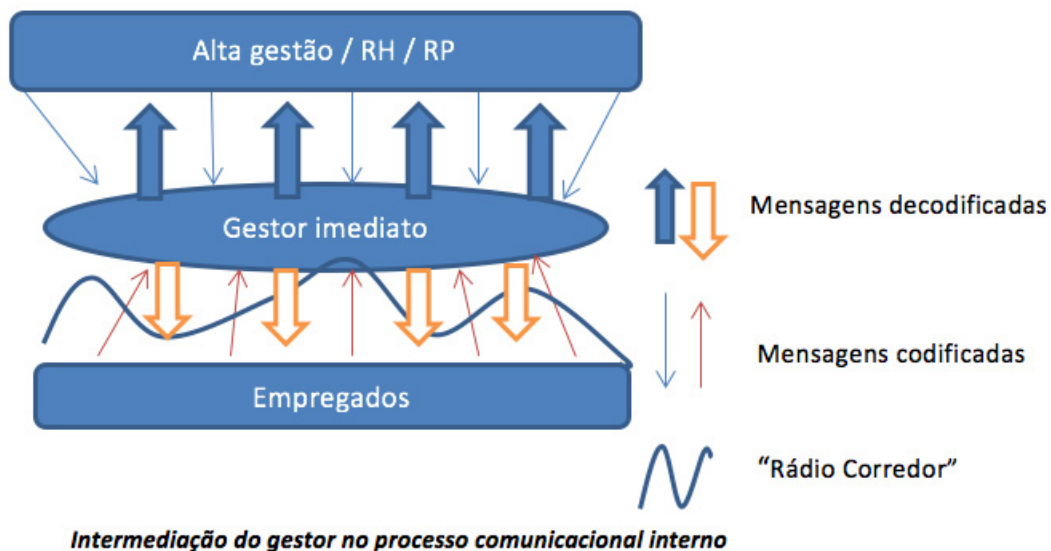 Alta gestão / RH / RP
Gestor imediato
Mensagens decodificadas
Mensagens codificadas
Empregados
“Rádio Corredor”
Intermediação do gestor no processo comunicacional interno